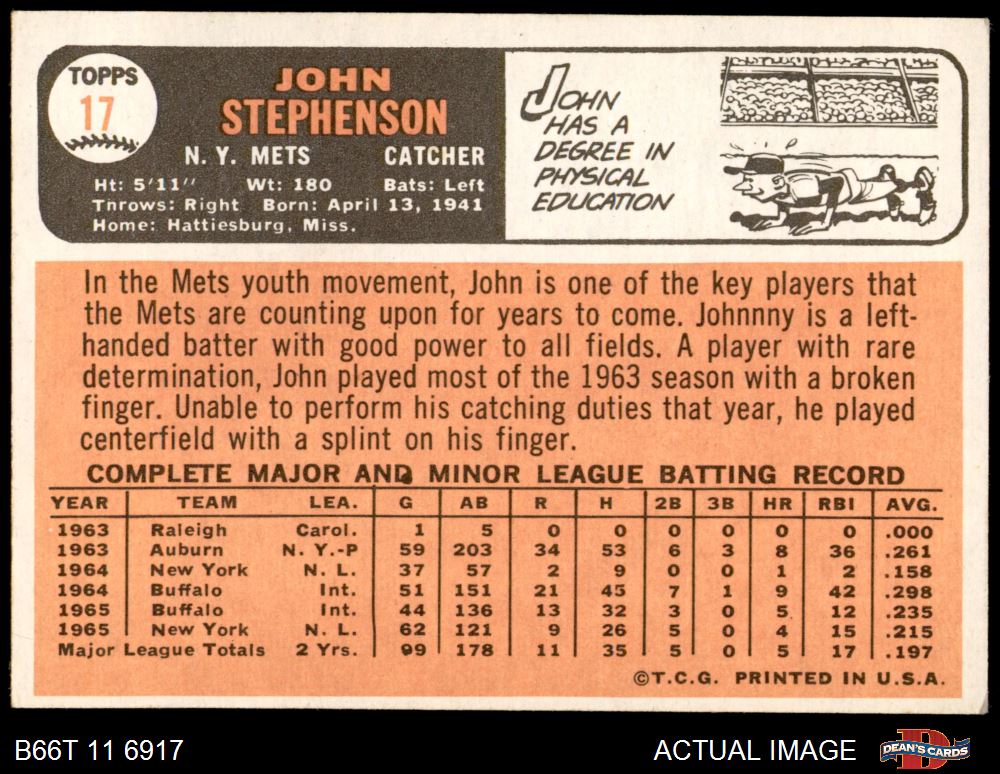 TOPPS
17
JOHN
STEPHENSON
N. Y. METS CATCHER
Ht: 5'11" Wt: 180 Bats: Left
Throws: Right Born: April 13, 1941
Home: Hattiesburg, Miss.
JOHN
HAS A
DEGREE IN
PHYSICAL
EDUCATION
In the Mets youth movement, John is one of the key players that
the Mets are counting upon for years to come. Johnnny is a left-
handed batter with good power to all fields. A player with rare
determination, John played most of the 1963 season with a broken
finger. Unable to perform his catching duties that year, he played
centerfield with a splint on his finger.
COMPLETE MAJOR AND MINOR LEAGUE BATTING RECORD
YEAR TEAM LEA. G AB R H 2B 3B HR RBI AVG.
1963 Raleigh Carol. 1 5 0 0 0 0 0 0 .000
1963 Auburn N. Y.-P 59 203 34 53 6 3 8 36 .261
1964 New York N. L. 37 57 2 9 0 0 1 2 .158
1964 Buffalo Int. 51 151 21 45 7 1 9 42 .298
1965 Buffalo Int. 44 136 13 32 3 0 5 12 .235
1965 New York N. L. 62 121 9 26 5 0 4 15 .215
Major League Totals 2 Yrs. 99 178 11 35 5 0 5 17 .197
©T.C.G. PRINTED IN U.S.A.
B66T 11 6917 ACTUAL IMAGE DEAN'S CARDS